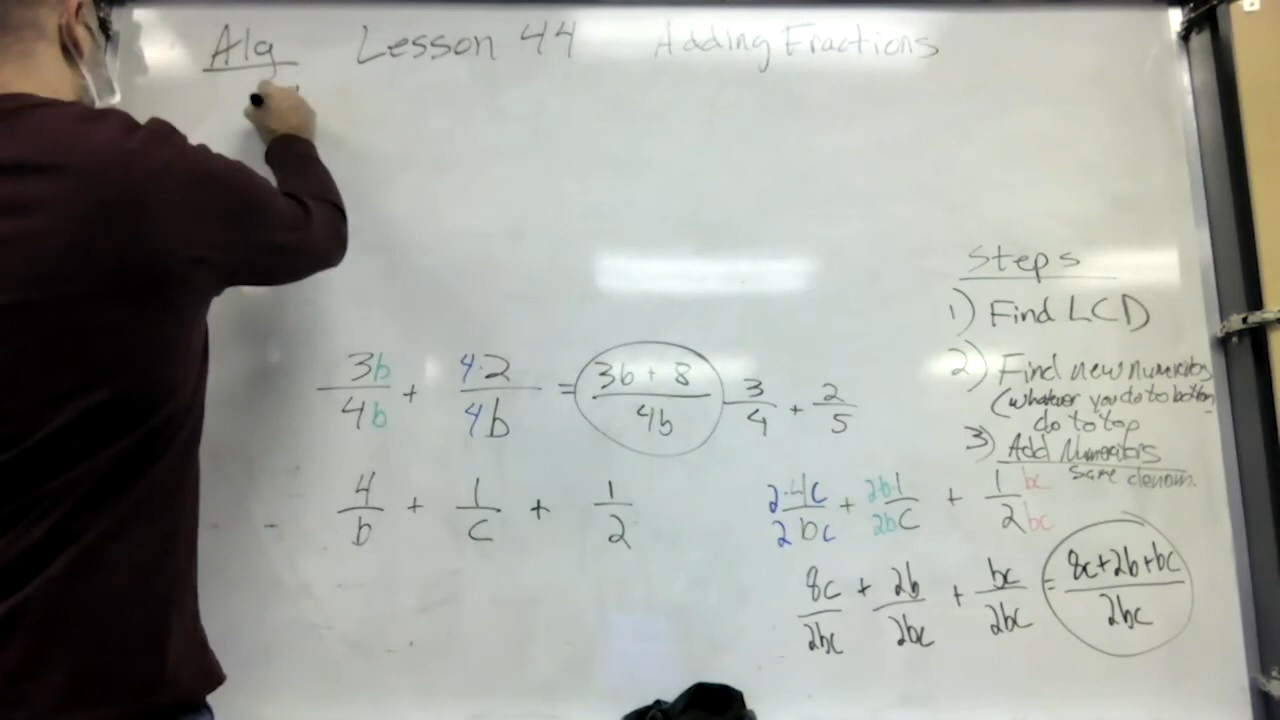 Alg Lesson 44 Adding Fractions
Steps
1) Find LCD
2) Find new numerators
(whatever you do to bottom
do to top
3) Add Numerators
same denom.
3b/4b + 4·2/4b = (3b + 8)/4b
3/4 + 2/5
4/b + 1/c + 1/2
2·4c/2bc + 2b1/2bc + 1bc/2bc
8c/2bc + 2b/2bc + bc/2bc = (8c+2b+bc)/2bc